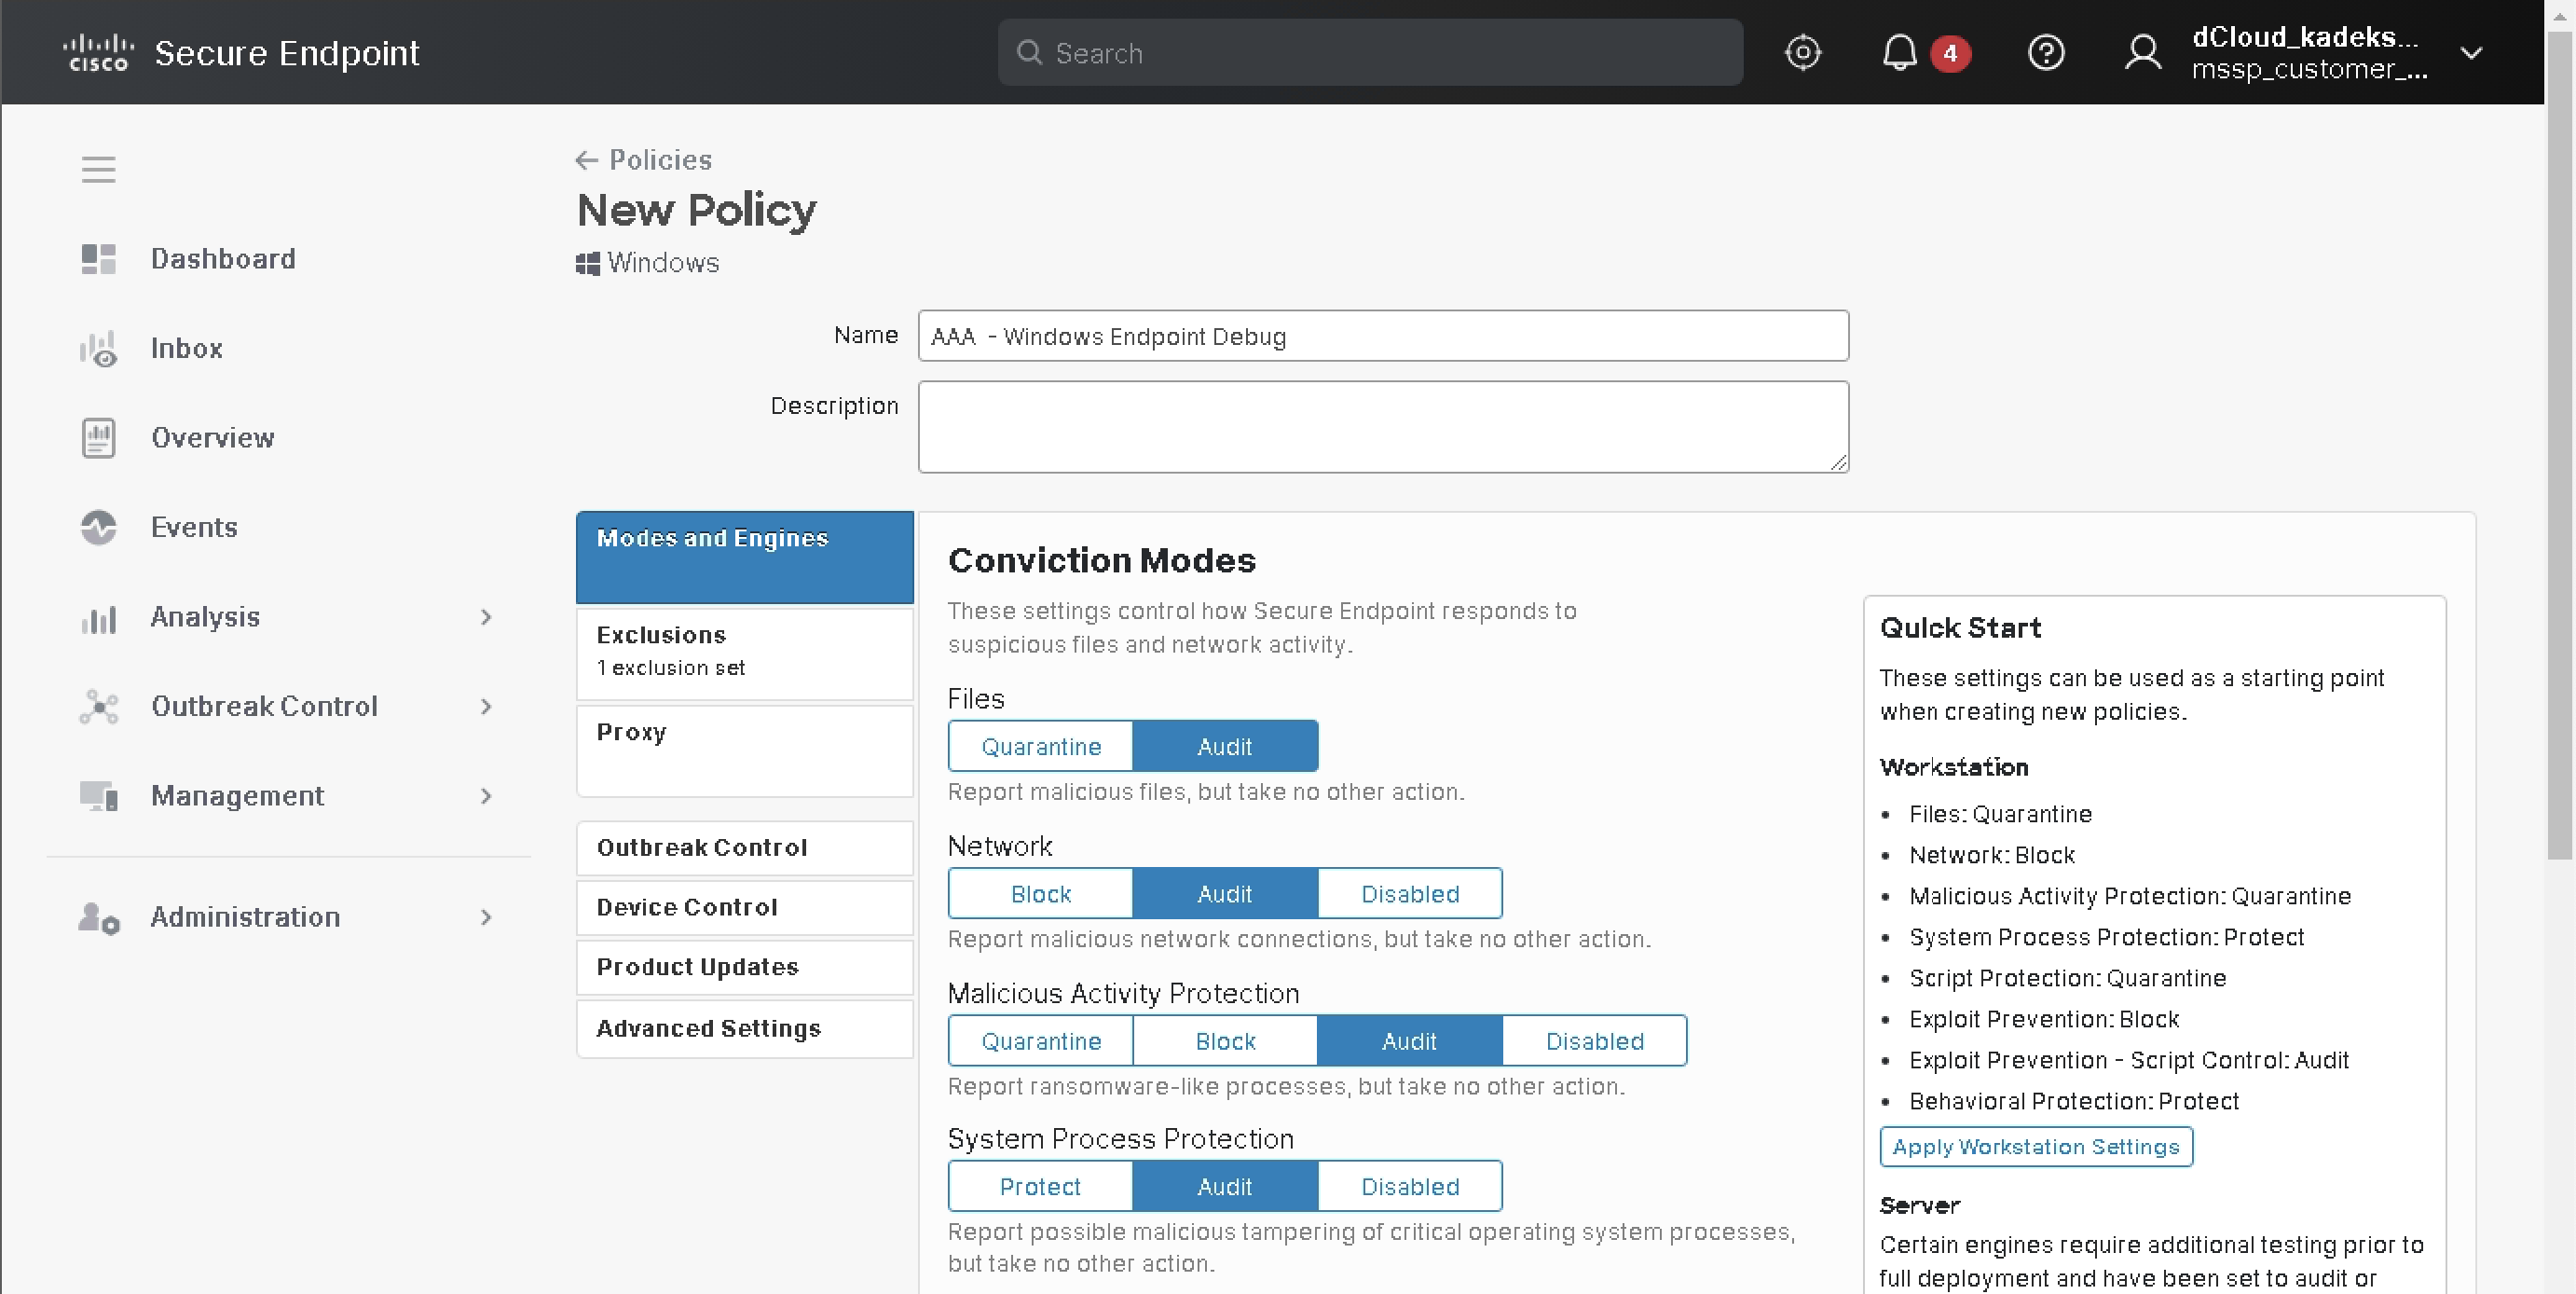 CISCO Secure Endpoint
Search
4
dCloud_kadeks...
mssp_customer_...
← Policies
New Policy
Windows
Dashboard
Inbox
Overview
Events
Analysis
Outbreak Control
Management
Administration
Name
AAA - Windows Endpoint Debug
Description
Modes and Engines
Exclusions
1 exclusion set
Proxy
Outbreak Control
Device Control
Product Updates
Advanced Settings
Conviction Modes
These settings control how Secure Endpoint responds to
suspicious files and network activity.
Files
Quarantine Audit
Report malicious files, but take no other action.
Network
Block Audit Disabled
Report malicious network connections, but take no other action.
Malicious Activity Protection
Quarantine Block Audit Disabled
Report ransomware-like processes, but take no other action.
System Process Protection
Protect Audit Disabled
Report possible malicious tampering of critical operating system processes,
but take no other action.
Quick Start
These settings can be used as a starting point
when creating new policies.
Workstation
• Files: Quarantine
• Network: Block
• Malicious Activity Protection: Quarantine
• System Process Protection: Protect
• Script Protection: Quarantine
• Exploit Prevention: Block
• Exploit Prevention - Script Control: Audit
• Behavioral Protection: Protect
Apply Workstation Settings
Server
Certain engines require additional testing prior to
full deployment and have been set to audit or